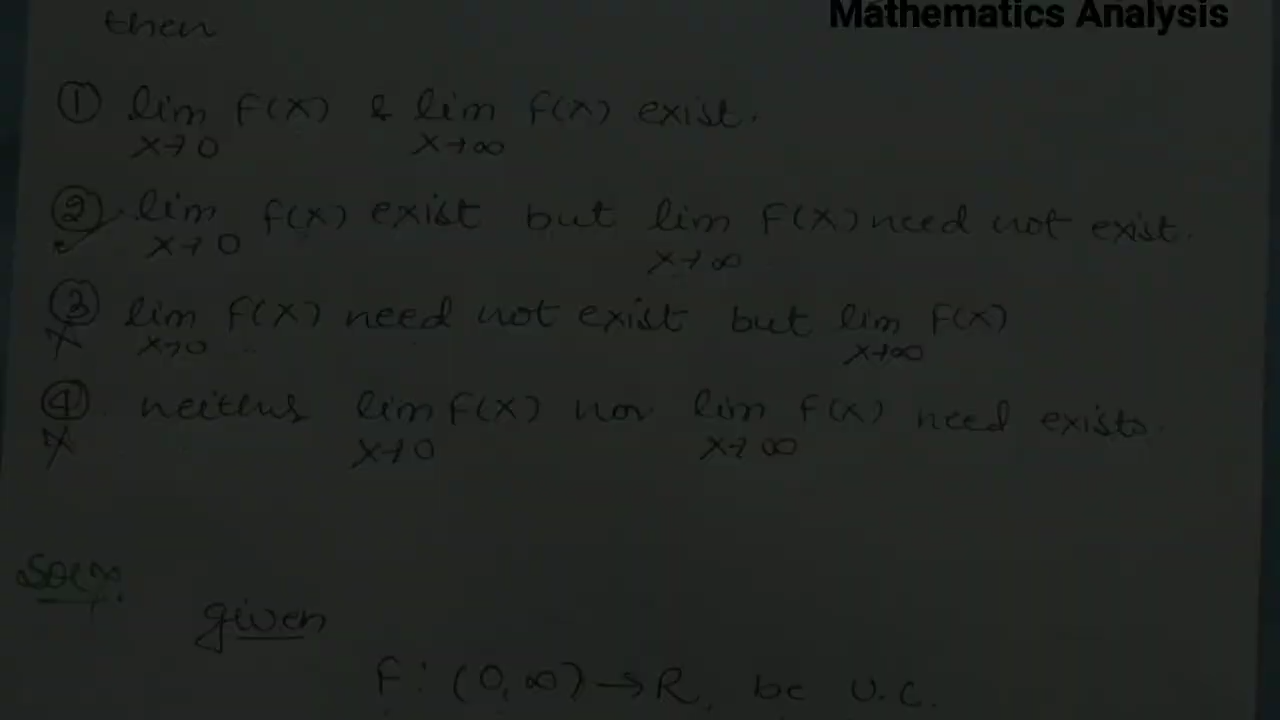 then
Mathematics Analysis
① lim F(X) & lim f(x) exist.
X→0 X→∞
② lim f(x) exist but lim F(X) need not exist.
X→0 X→∞
③ lim f(X) need not exist but lim F(X)
X→0 X→∞
④ lim f(X) nor lim f(x) need exists.
X→0 X→∞
Soln.
given
F: (0, ∞) → R, be U.C.